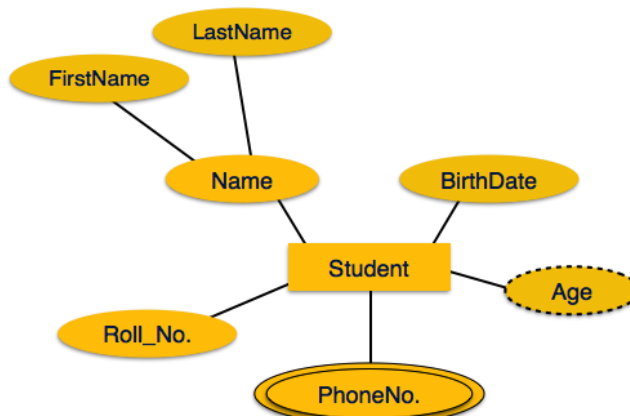 LastName
FirstName
Name
BirthDate
Student
Age
Roll_No.
PhoneNo.